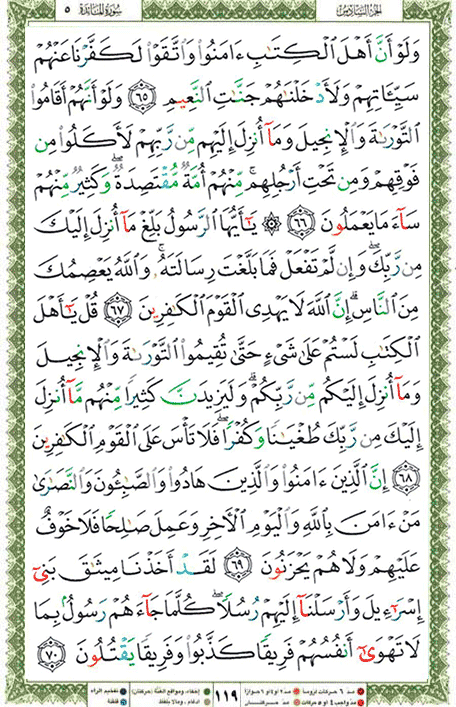 الجزء السادس سورة المائدة ٥
وَلَوْ أَنَّ أَهْلَ ٱلْكِتَـٰبِ ءَامَنُوا۟ وَٱتَّقَوْا۟ لَكَفَّرْنَا عَنْهُمْ
سَيِّـَٔاتِهِمْ وَلَأَدْخَلْنَـٰهُمْ جَنَّـٰتِ ٱلنَّعِيمِ ٦٥ وَلَوْ أَنَّهُمْ أَقَامُوا۟
ٱلتَّوْرَىٰةَ وَٱلْإِنجِيلَ وَمَآ أُنزِلَ إِلَيْهِم مِّن رَّبِّهِمْ لَأَكَلُوا۟ مِن
فَوْقِهِمْ وَمِن تَحْتِ أَرْجُلِهِم ۚ مِّنْهُمْ أُمَّةٌ مُّقْتَصِدَةٌ ۖ وَكَثِيرٌ مِّنْهُمْ
سَآءَ مَا يَعْمَلُونَ ٦٦ ۞ يَـٰٓأَيُّهَا ٱلرَّسُولُ بَلِّغْ مَآ أُنزِلَ إِلَيْكَ
مِن رَّبِّكَ ۖ وَإِن لَّمْ تَفْعَلْ فَمَا بَلَّغْتَ رِسَالَتَهُۥ ۚ وَٱللَّهُ يَعْصِمُكَ
مِنَ ٱلنَّاسِ ۗ إِنَّ ٱللَّهَ لَا يَهْدِى ٱلْقَوْمَ ٱلْكَـٰفِرِينَ ٦٧ قُلْ يَـٰٓأَهْلَ
ٱلْكِتَـٰبِ لَسْتُمْ عَلَىٰ شَىْءٍ حَتَّىٰ تُقِيمُوا۟ ٱلتَّوْرَىٰةَ وَٱلْإِنجِيلَ
وَمَآ أُنزِلَ إِلَيْكُم مِّن رَّبِّكُمْ ۗ وَلَيَزِيدَنَّ كَثِيرًا مِّنْهُم مَّآ أُنزِلَ
إِلَيْكَ مِن رَّبِّكَ طُغْيَـٰنًا وَكُفْرًا ۖ فَلَا تَأْسَ عَلَى ٱلْقَوْمِ ٱلْكَـٰفِرِينَ
٦٨ إِنَّ ٱلَّذِينَ ءَامَنُوا۟ وَٱلَّذِينَ هَادُوا۟ وَٱلصَّـٰبِـُٔونَ وَٱلنَّصَـٰرَىٰ
مَنْ ءَامَنَ بِٱللَّهِ وَٱلْيَوْمِ ٱلْـَٔاخِرِ وَعَمِلَ صَـٰلِحًا فَلَا خَوْفٌ
عَلَيْهِمْ وَلَا هُمْ يَحْزَنُونَ ٦٩ لَقَدْ أَخَذْنَا مِيثَـٰقَ بَنِىٓ
إِسْرَٰٓءِيلَ وَأَرْسَلْنَآ إِلَيْهِمْ رُسُلًا ۖ كُلَّمَا جَآءَهُمْ رَسُولٌۢ بِمَا
لَا تَهْوَىٰٓ أَنفُسُهُمْ فَرِيقًا كَذَّبُوا۟ وَفَرِيقًا يَقْتُلُونَ ٧٠
١١٩